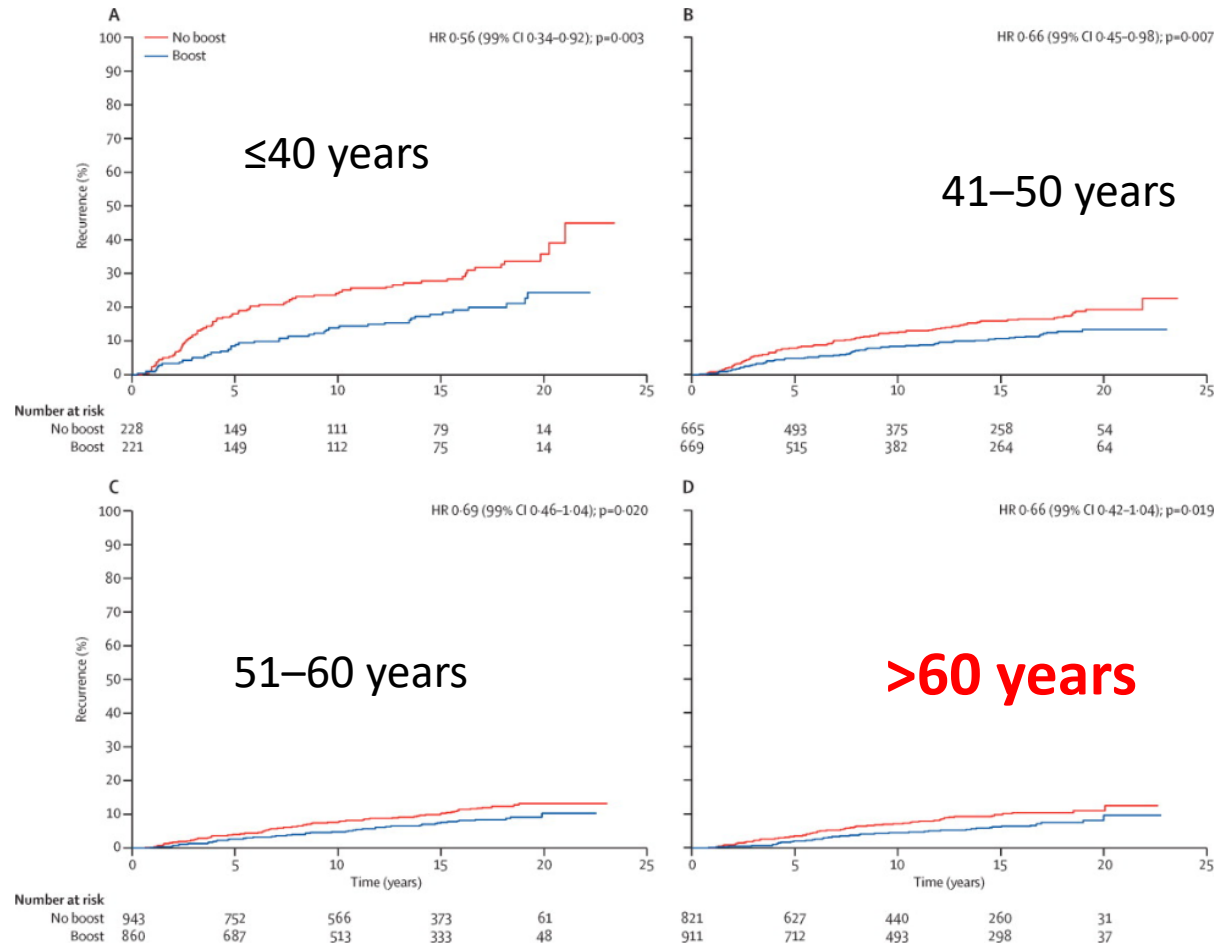 A
HR 0·56 (99% CI 0·34–0·92); p=0·003
No boost
Boost
≤40 years
Recurrence (%)
100
90
80
70
60
50
40
30
20
10
0
0 5 10 15 20 25
Number at risk
No boost 228 149 111 79 14
Boost 221 149 112 75 14
B
HR 0·66 (99% CI 0·45–0·98); p=0·007
41–50 years
0 5 10 15 20 25
665 493 375 258 54
669 515 382 264 64
C
HR 0·69 (99% CI 0·46–1·04); p=0·020
51–60 years
Recurrence (%)
100
90
80
70
60
50
40
30
20
10
0
0 5 10 15 20 25
Time (years)
Number at risk
No boost 943 752 566 373 61
Boost 860 687 513 333 48
D
HR 0·66 (99% CI 0·42–1·04); p=0·019
>60 years
0 5 10 15 20 25
Time (years)
821 627 440 260 31
911 712 493 298 37